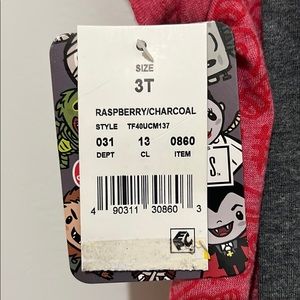 SIZE
3T
RASPBERRY/CHARCOAL
STYLE TF40UCM137
031 13 0860
DEPT CL ITEM
S.
4 90311 30860 3